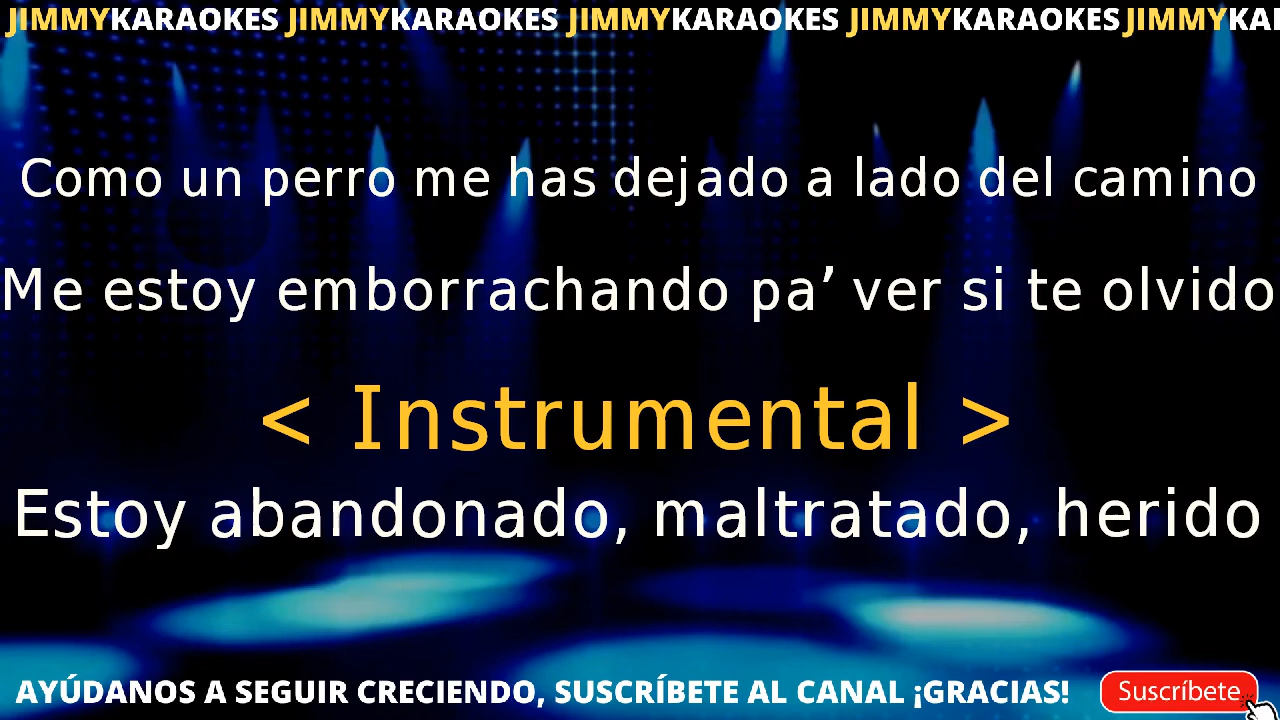 JIMMYKARAOKES JIMMYKARAOKES JIMMYKARAOKES JIMMYKARAOKES JIMMYKA
Como un perro me has dejado a lado del camino
Me estoy emborrachando pa’ ver si te olvido
< Instrumental >
Estoy abandonado, maltratado, herido
AYÚDANOS A SEGUIR CRECIENDO, SUSCRÍBETE AL CANAL ¡GRACIAS!
Suscríbete